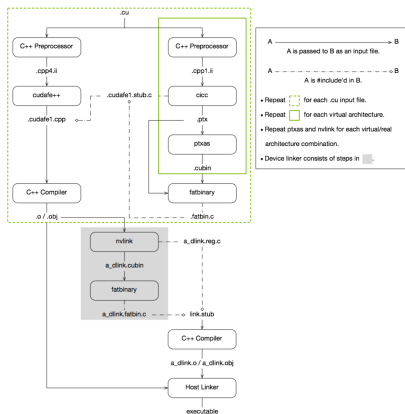 .cu
C++ Preprocessor
C++ Preprocessor
.cpp4.ii
.cpp1.ii
cudafe++
.cudafe1.stub.c
cicc
.cudafe1.cpp
.ptx
ptxas
.cubin
C++ Compiler
fatbinary
.o / .obj
.fatbin.c
nvlink
a_dlink.reg.c
a_dlink.cubin
fatbinary
a_dlink.fatbin.c
link.stub
C++ Compiler
a_dlink.o / a_dlink.obj
Host Linker
executable
A B
A is passed to B as an input file.
A B
A is #include'd in B.
• Repeat for each .cu input file.
• Repeat for each virtual architecture.
• Repeat ptxas and nvlink for each virtual/real
architecture combination.
• Device linker consists of steps in .